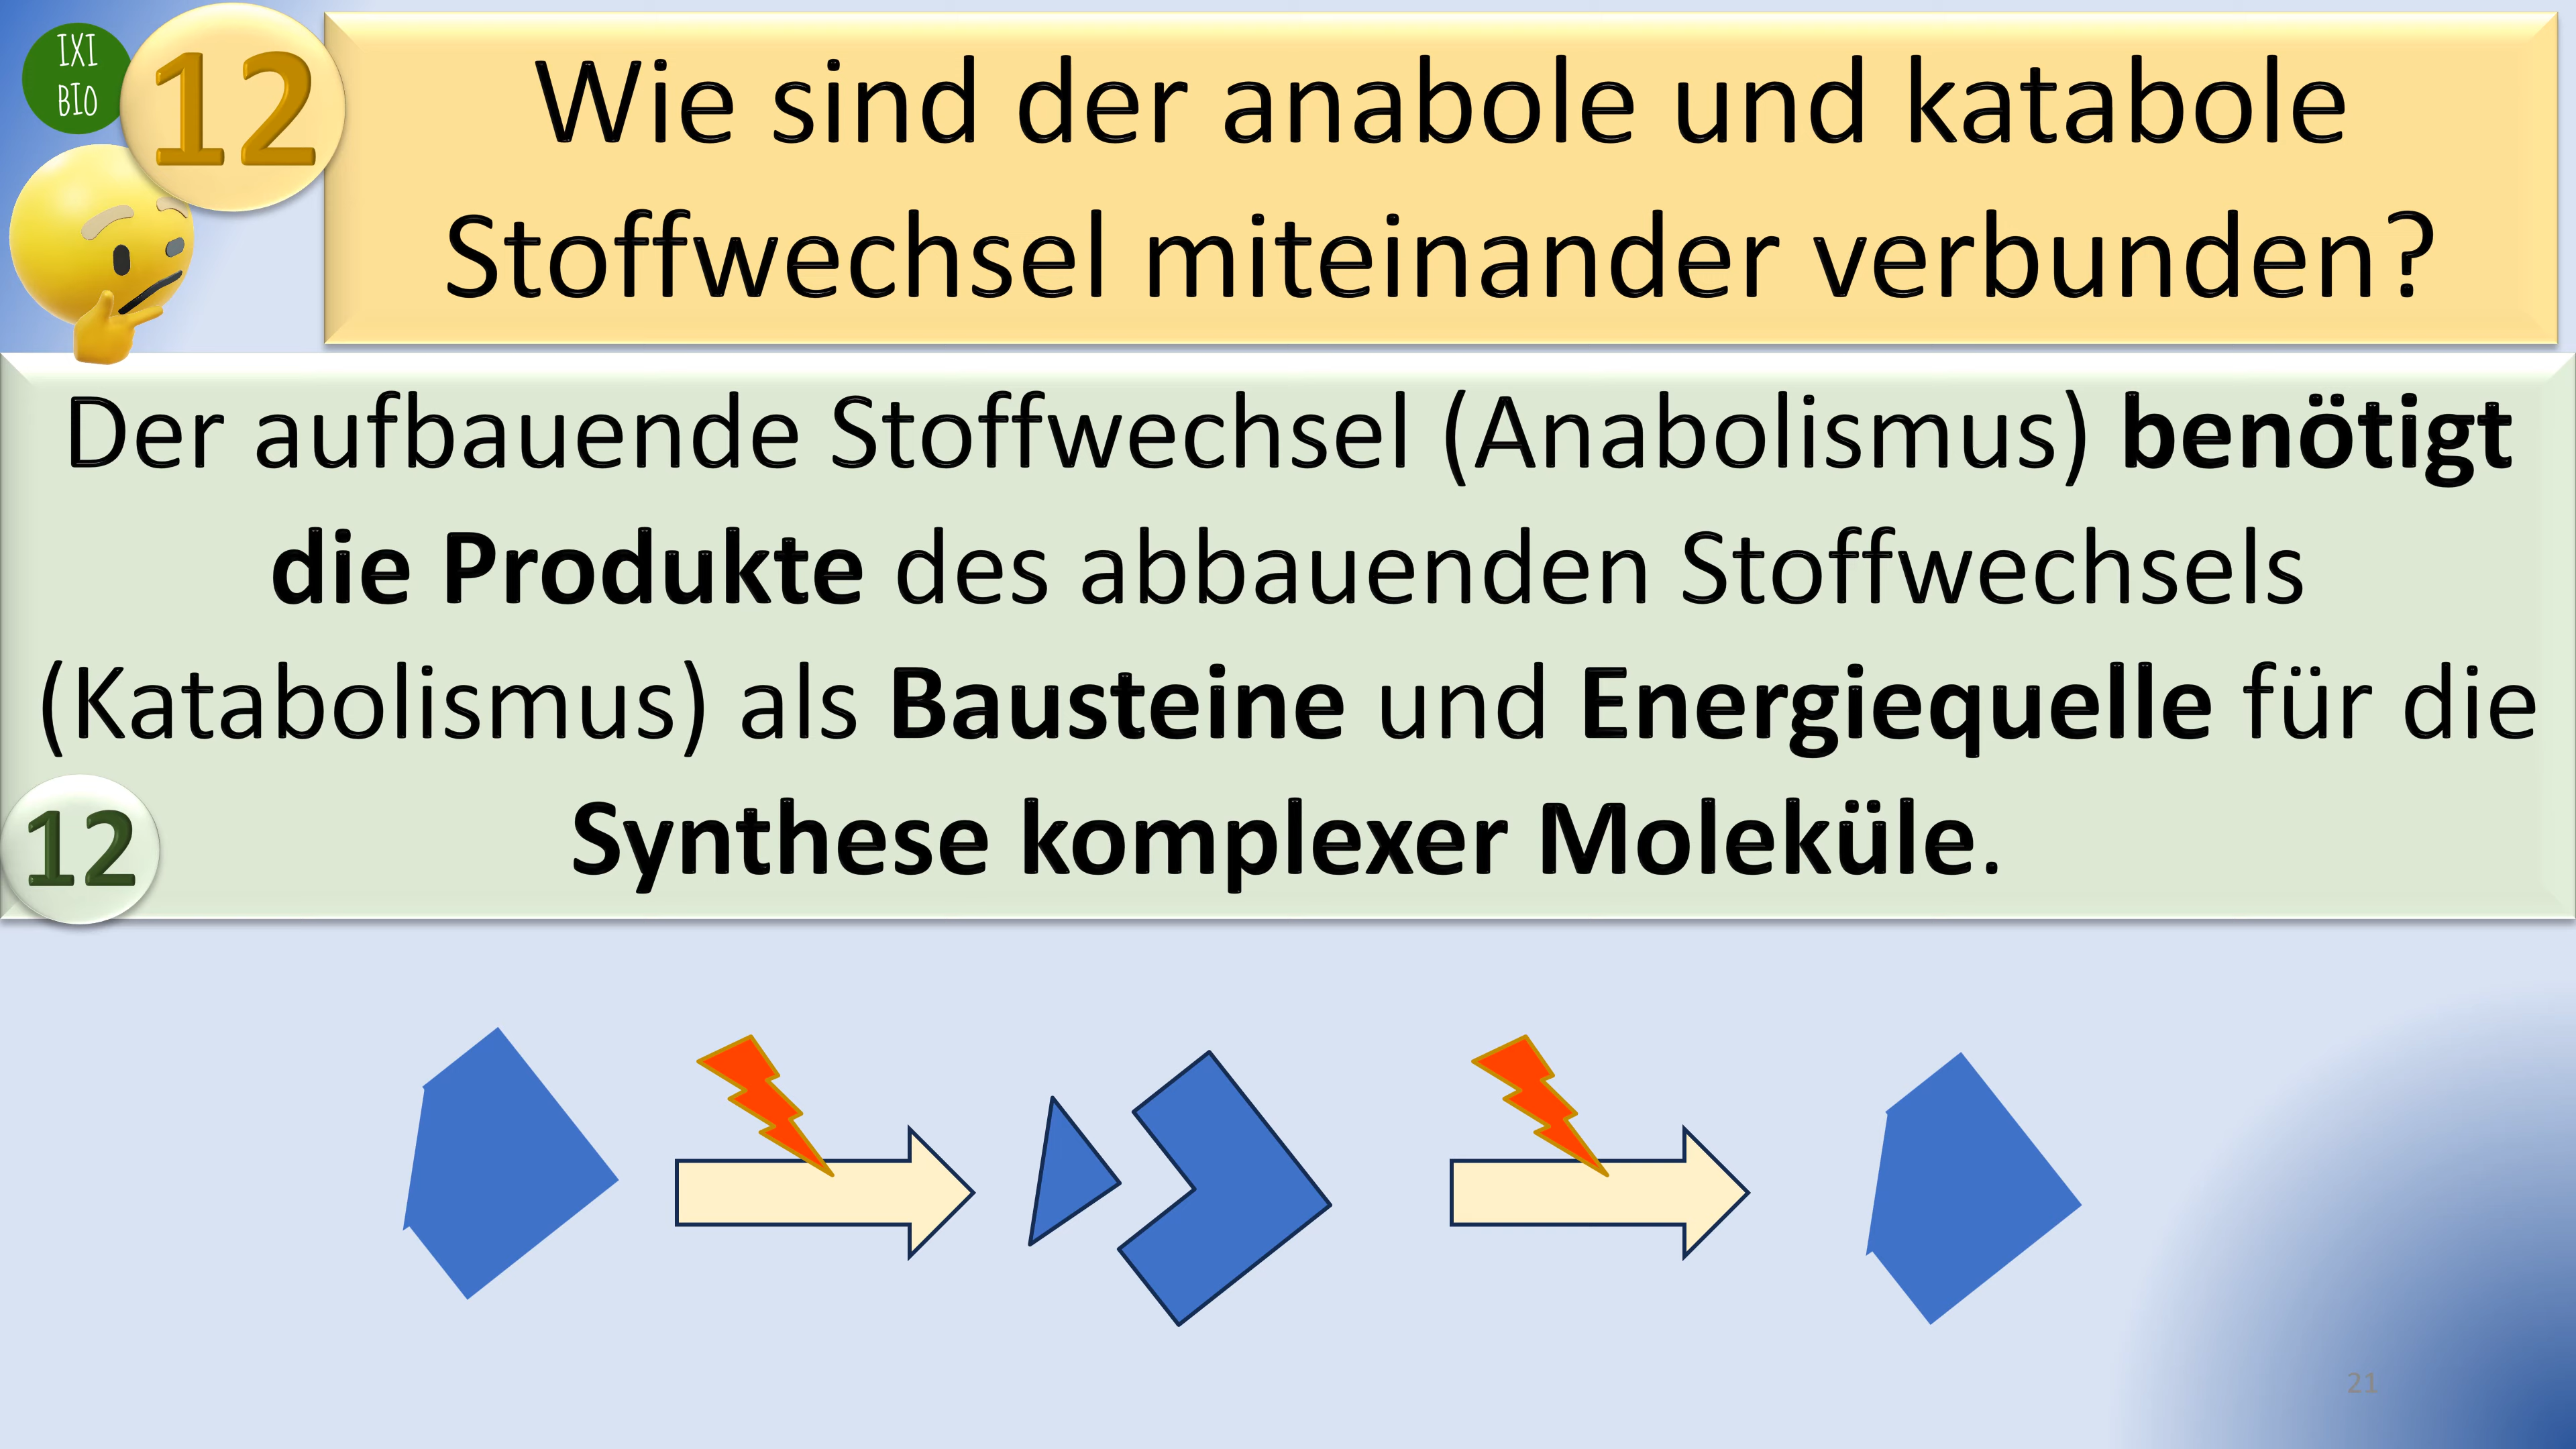 IXI
BIO
12
Wie sind der anabole und katabole
Stoffwechsel miteinander verbunden?
Der aufbauende Stoffwechsel (Anabolismus) benötigt
die Produkte des abbauenden Stoffwechsels
(Katabolismus) als Bausteine und Energiequelle für die
Synthese komplexer Moleküle.
12
21